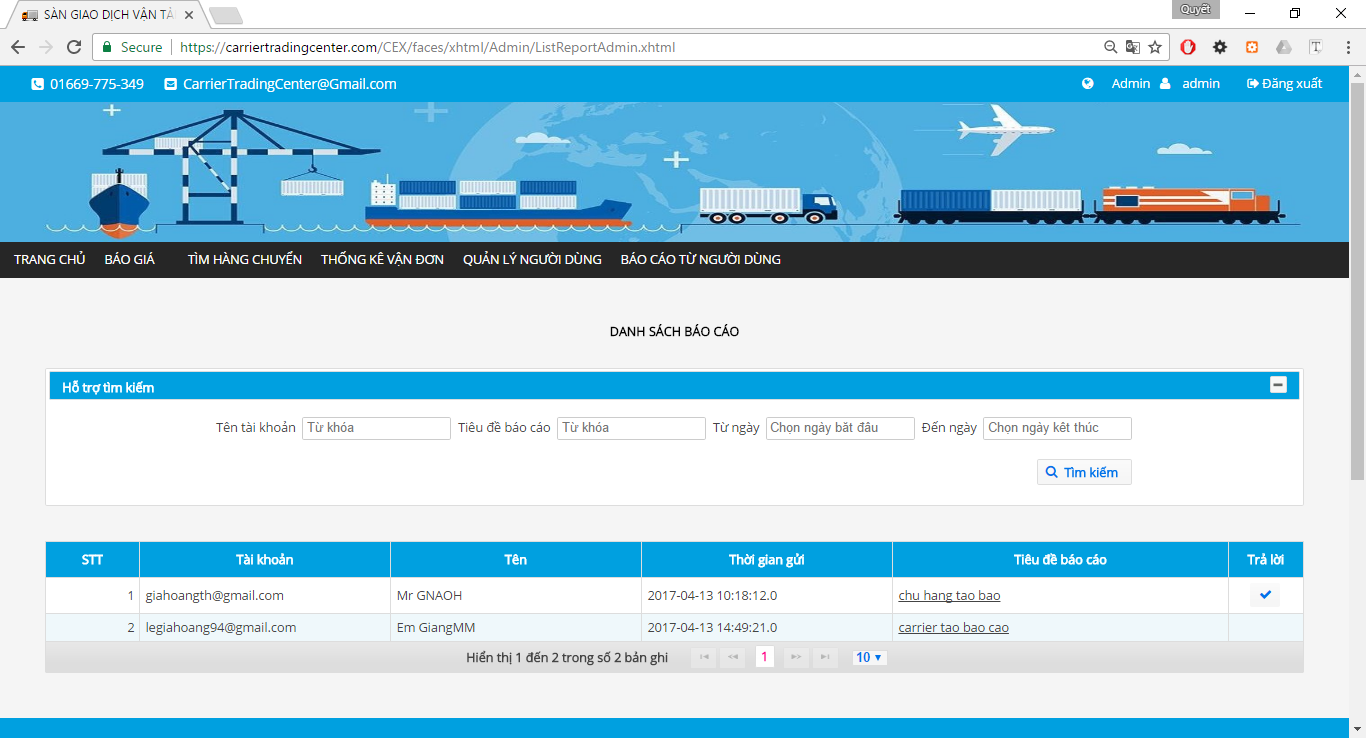 Quyết
SÀN GIAO DỊCH VẬN TẢ
Secure https://carriertradingcenter.com/CEX/faces/xhtml/Admin/ListReportAdmin.xhtml
01669-775-349 CarrierTradingCenter@Gmail.com Admin admin Đăng xuất
TRANG CHỦ BÁO GIÁ TÌM HÀNG CHUYẾN THỐNG KÊ VẬN ĐƠN QUẢN LÝ NGƯỜI DÙNG BÁO CÁO TỪ NGƯỜI DÙNG
DANH SÁCH BÁO CÁO
Hỗ trợ tìm kiếm
Tên tài khoản Từ khóa Tiêu đề báo cáo Từ khóa Từ ngày Chọn ngày bắt đầu Đến ngày Chọn ngày kết thúc
Tìm kiếm
STT Tài khoản Tên Thời gian gửi Tiêu đề báo cáo Trả lời
1 giahoangth@gmail.com Mr GNAOH 2017-04-13 10:18:12.0 chu hang tao bao
2 legiahoang94@gmail.com Em GiangMM 2017-04-13 14:49:21.0 carrier tao bao cao
Hiển thị 1 đến 2 trong số 2 bản ghi 1 10